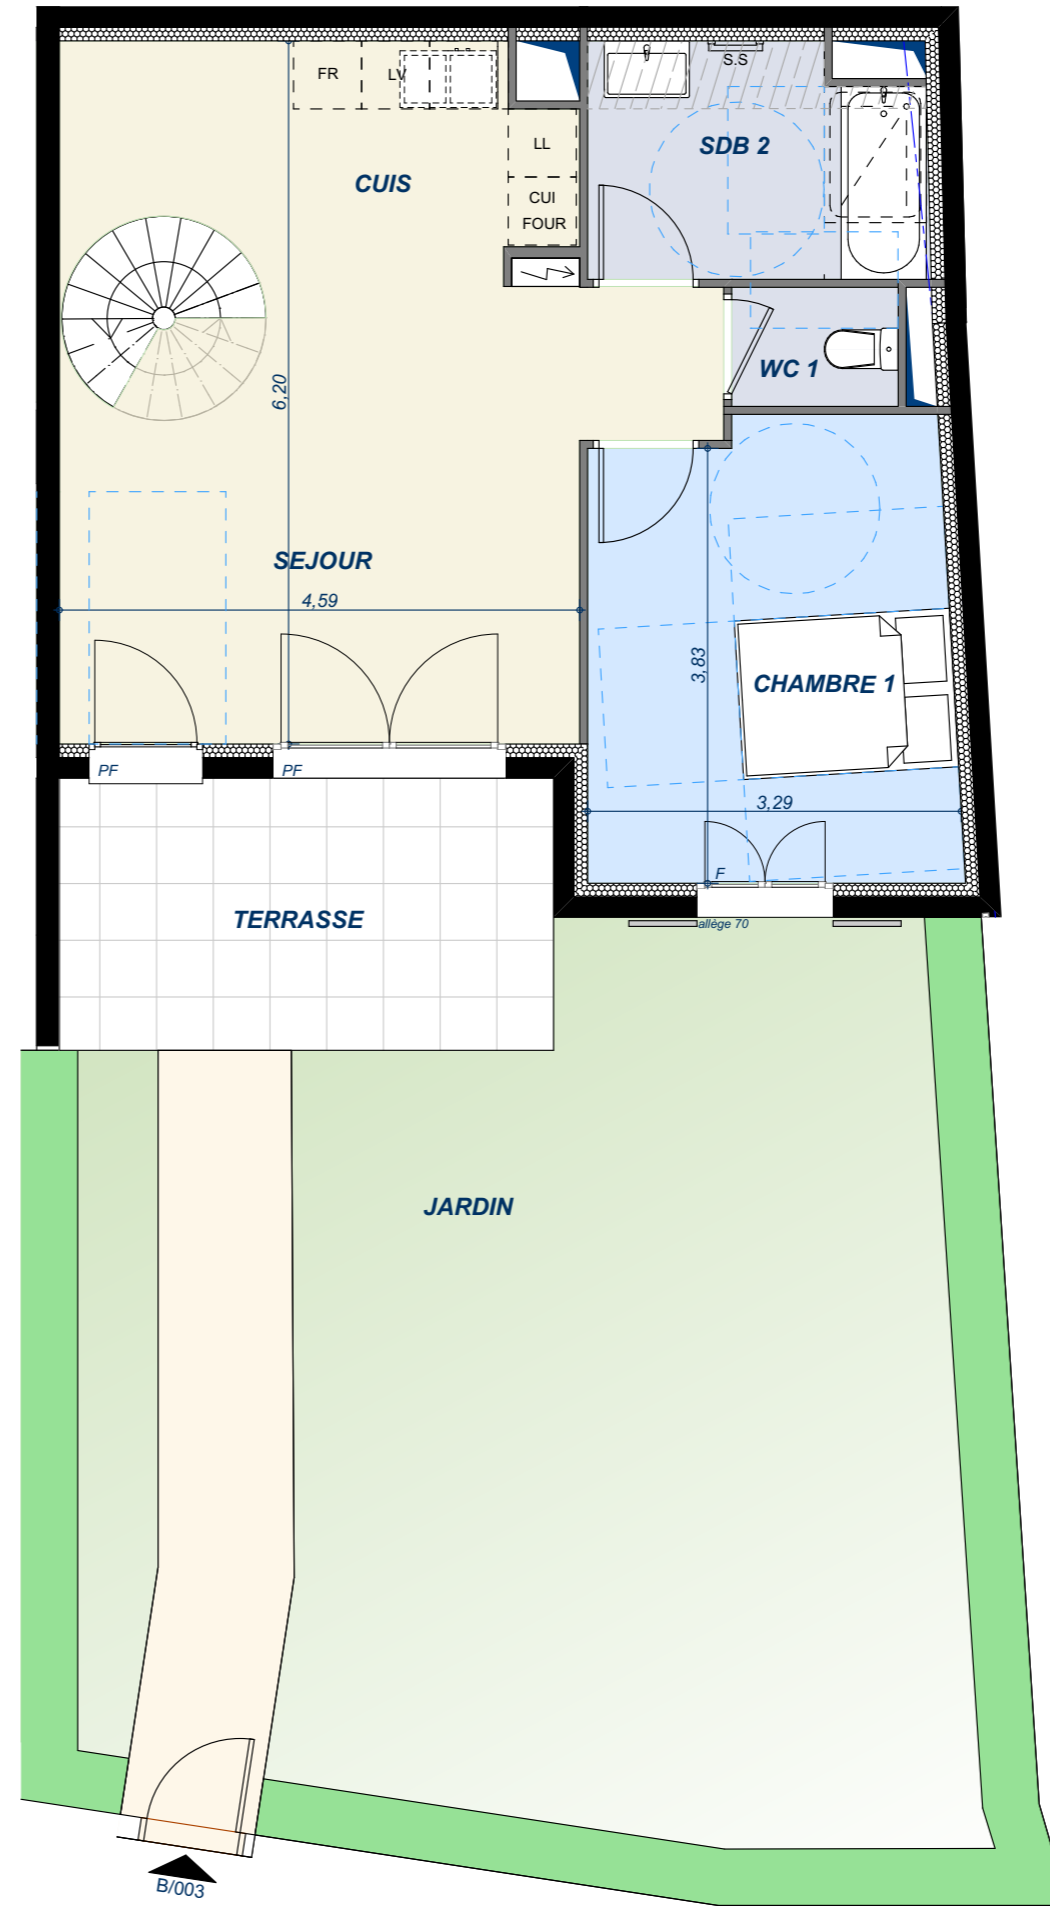 FR
LV
S.S
LL
SDB 2
CUIS
CUI
FOUR
WC 1
6,20
SEJOUR
4,59
3,83
CHAMBRE 1
PF
PF
3,29
F
allège 70
TERRASSE
JARDIN
B/003